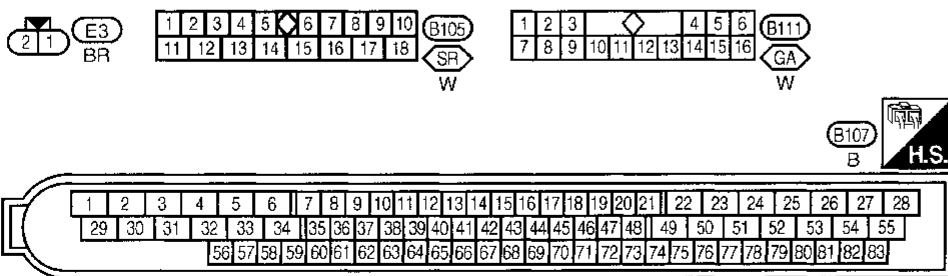 2 1 E3
BR
1 2 3 4 5 6 7 8 9 10 B105
11 12 13 14 15 16 17 18 SR
W
1 2 3 4 5 6 B111
7 8 9 10 11 12 13 14 15 16 GA
W
B107
B
H.S.
1 2 3 4 5 6 7 8 9 10 11 12 13 14 15 16 17 18 19 20 21 22 23 24 25 26 27 28
29 30 31 32 33 34 35 36 37 38 39 40 41 42 43 44 45 46 47 48 49 50 51 52 53 54 55
56 57 58 59 60 61 62 63 64 65 66 67 68 69 70 71 72 73 74 75 76 77 78 79 80 81 82 83